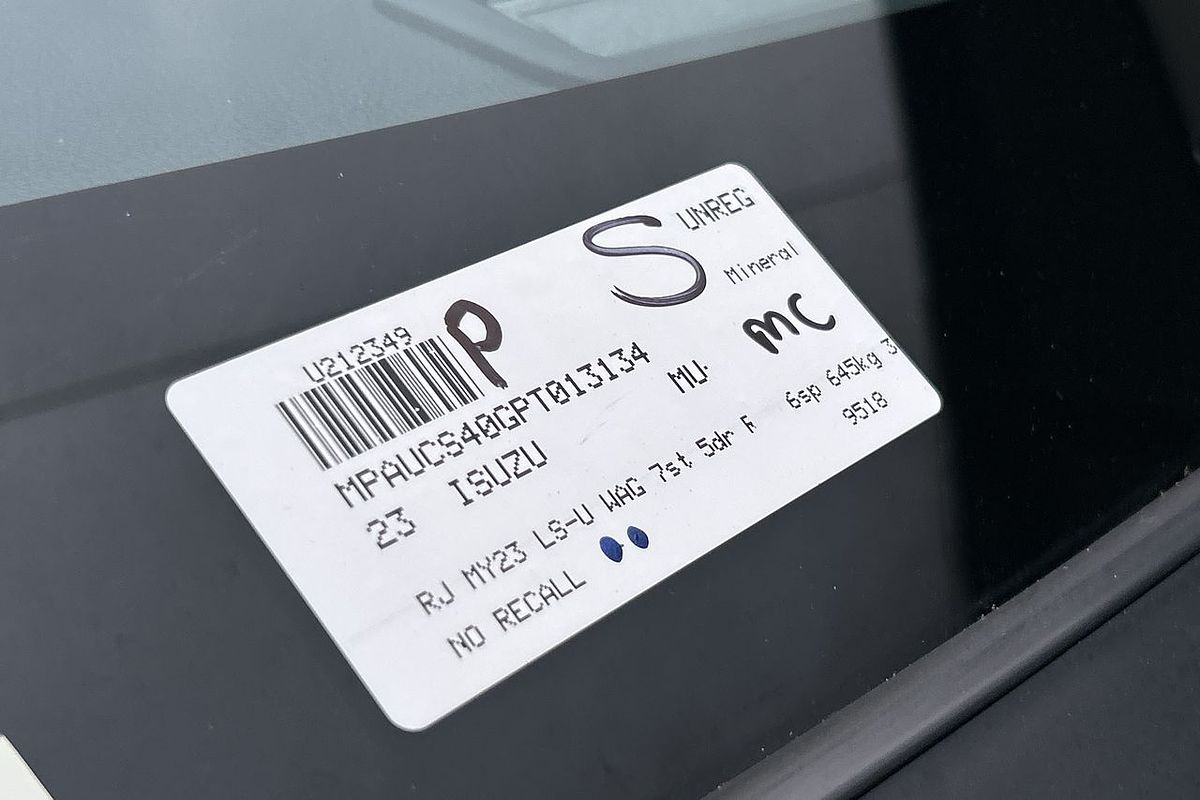 S UNREG
Mineral
U212349 P
MPAUCS40GPT013134
MC
23 ISUZU MU-
RJ MY23 LS-U WAG 7st 5dr R 6sp 645kg 3
NO RECALL 9518